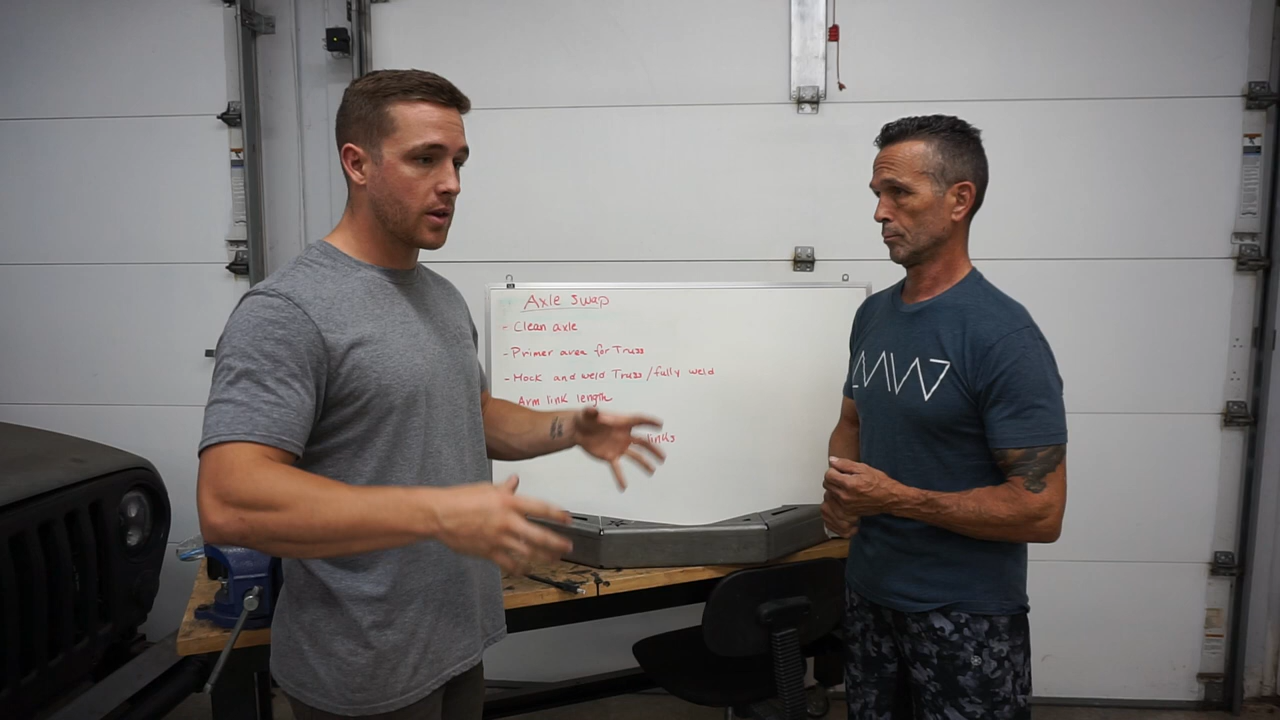 Axle swap
- Clean axle
- Primer area for Truss
- Mock and weld Truss/fully weld
Arm link length
links